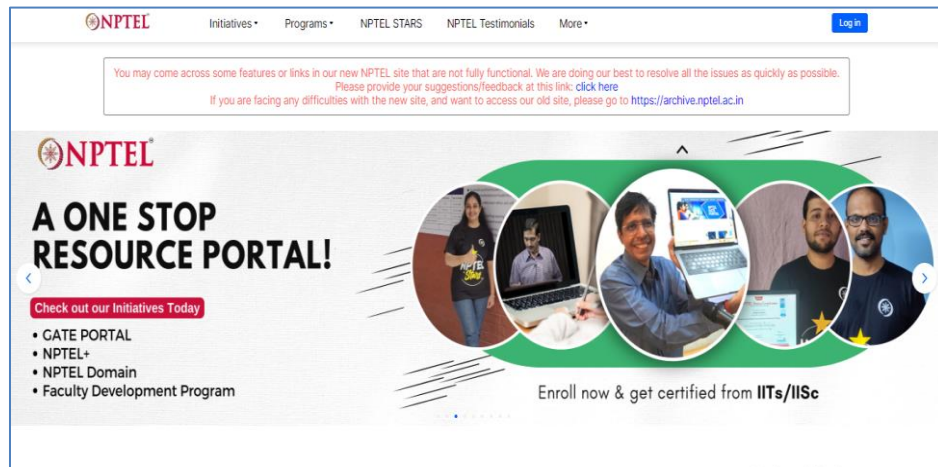 NPTEL
Initiatives
Programs
NPTEL STARS
NPTEL Testimonials
More
Log in
You may come across some features or links in our new NPTEL site that are not fully functional. We are doing our best to resolve all the issues as quickly as possible.
Please provide your suggestions/feedback at this link: click here
If you are facing any difficulties with the new site, and want to access our old site, please go to https://archive.nptel.ac.in
NPTEL
A ONE STOP
RESOURCE PORTAL!
Check out our Initiatives Today
• GATE PORTAL
• NPTEL+
• NPTEL Domain
• Faculty Development Program
NPTEL
Stars
Enroll now & get certified from IITs/IISc